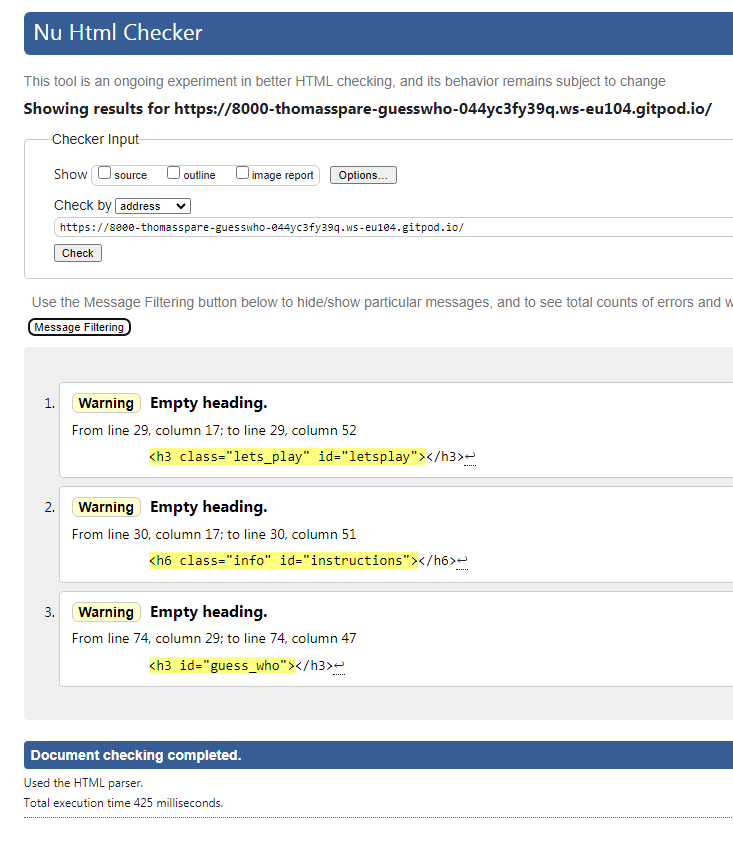 Nu Html Checker
This tool is an ongoing experiment in better HTML checking, and its behavior remains subject to change
Showing results for https://8000-thomasspare-guesswho-044yc3fy39q.ws-eu104.gitpod.io/
Checker Input
Show source outline image report Options...
Check by address
https://8000-thomasspare-guesswho-044yc3fy39q.ws-eu104.gitpod.io/
Check
Use the Message Filtering button below to hide/show particular messages, and to see total counts of errors and w
Message Filtering
1. Warning Empty heading.
From line 29, column 17; to line 29, column 52
<h3 class="lets_play" id="letsplay"></h3>↩
2. Warning Empty heading.
From line 30, column 17; to line 30, column 51
<h6 class="info" id="instructions"></h6>↩
3. Warning Empty heading.
From line 74, column 29; to line 74, column 47
<h3 id="guess_who"></h3>↩
Document checking completed.
Used the HTML parser.
Total execution time 425 milliseconds.